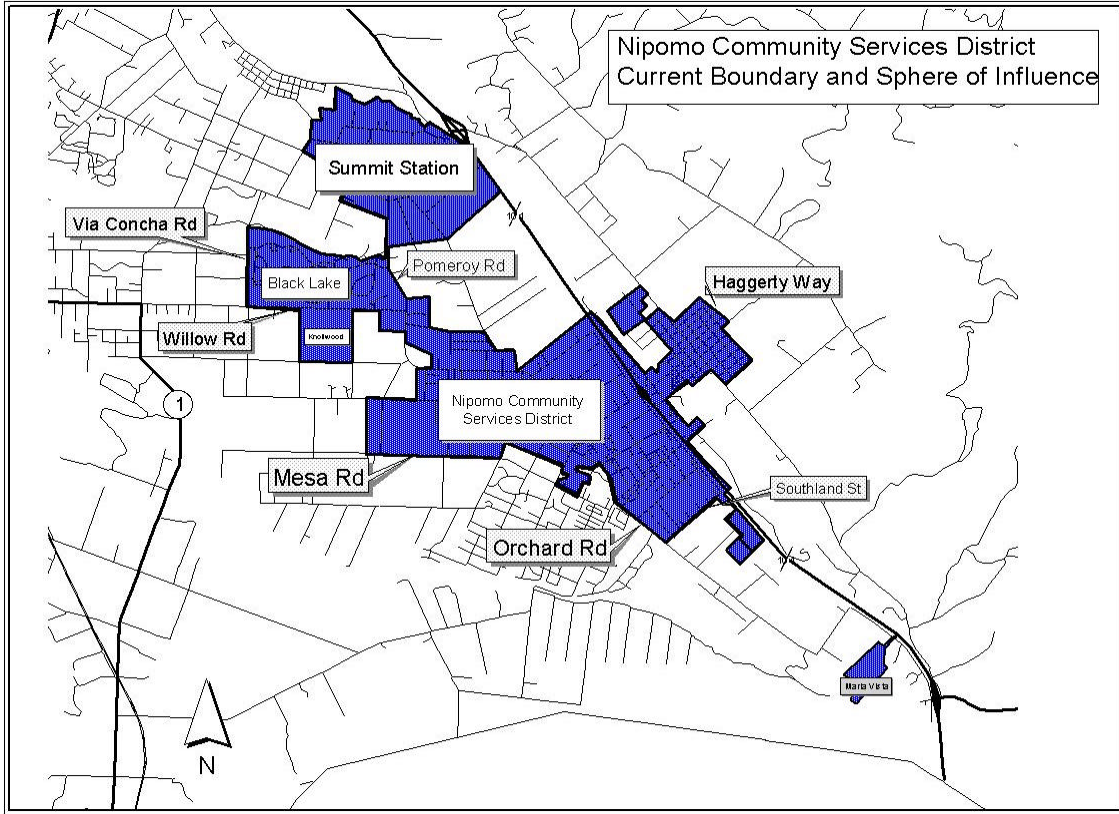 Nipomo Community Services District
Current Boundary and Sphere of Influence
Summit Station
Via Concha Rd
Pomeroy Rd
Black Lake
Haggerty Way
Willow Rd
Knollwood
1
Nipomo Community
Services District
Mesa Rd
Southland St
Orchard Rd
Maria Vista
N